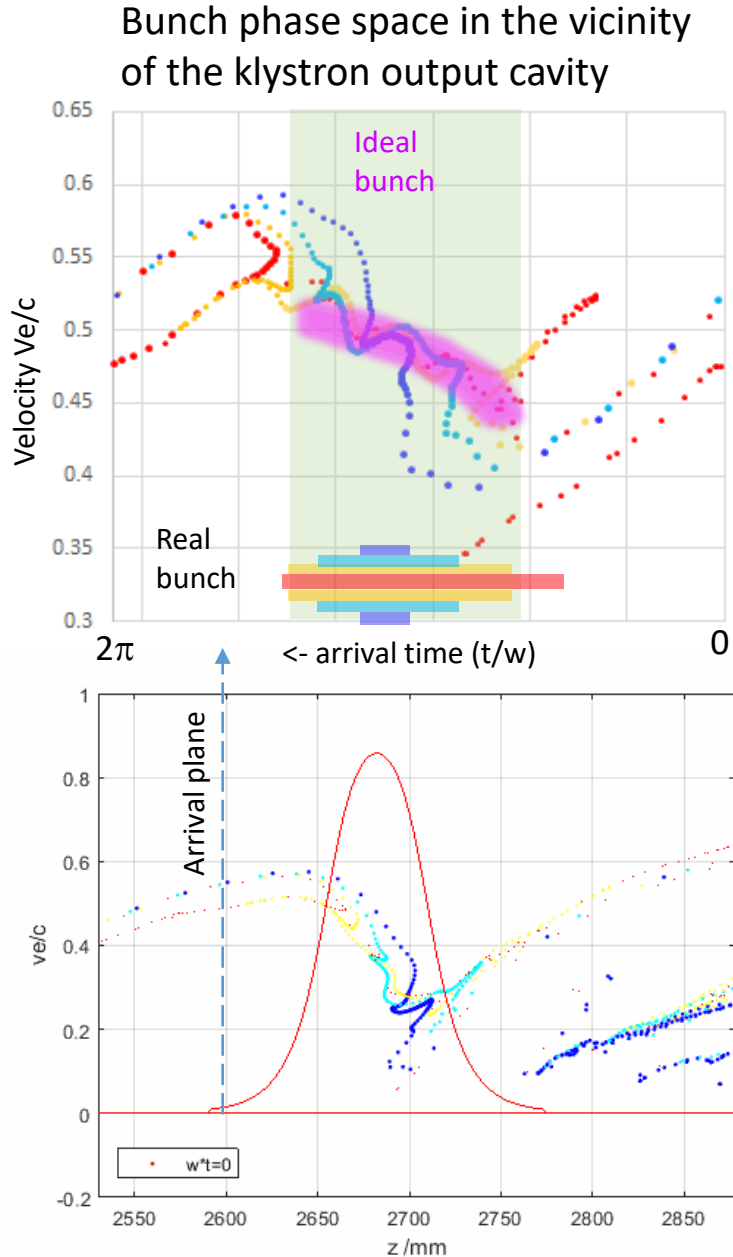 Bunch phase space in the vicinity
of the klystron output cavity
0.65
0.6
0.55
0.5
0.45
0.4
0.35
0.3
Velocity Ve/c
Ideal
bunch
Real
bunch
2π
<- arrival time (t/w)
0
Arrival plane
1
0.8
0.6
0.4
0.2
0
-0.2
ve/c
w*t=0
2550
2600
2650
2700
2750
2800
2850
z /mm